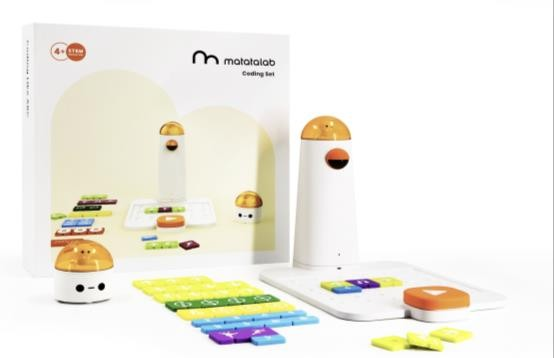 4+
STEM
matatalab
Coding Set